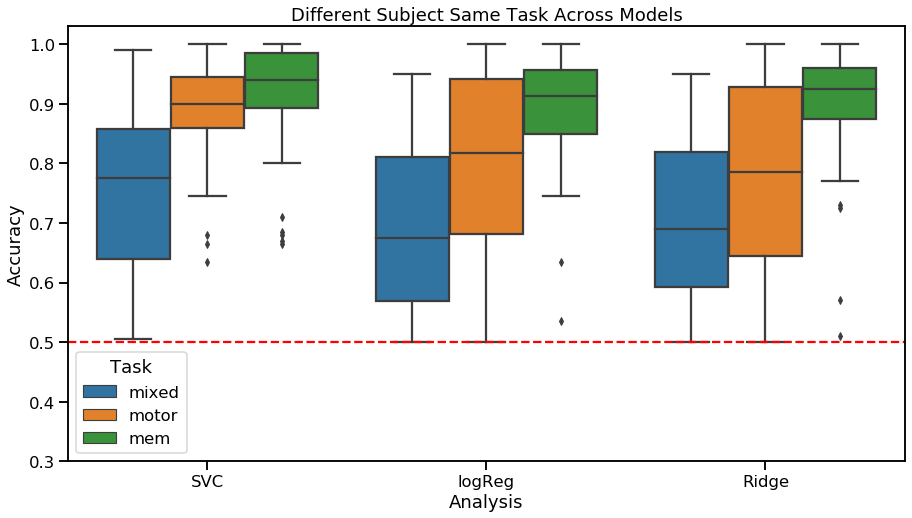 Different Subject Same Task Across Models
1.0
0.9
0.8
0.7
0.6
0.5
0.4
0.3
Accuracy
Task
mixed
motor
mem
SVC
logReg
Ridge
Analysis